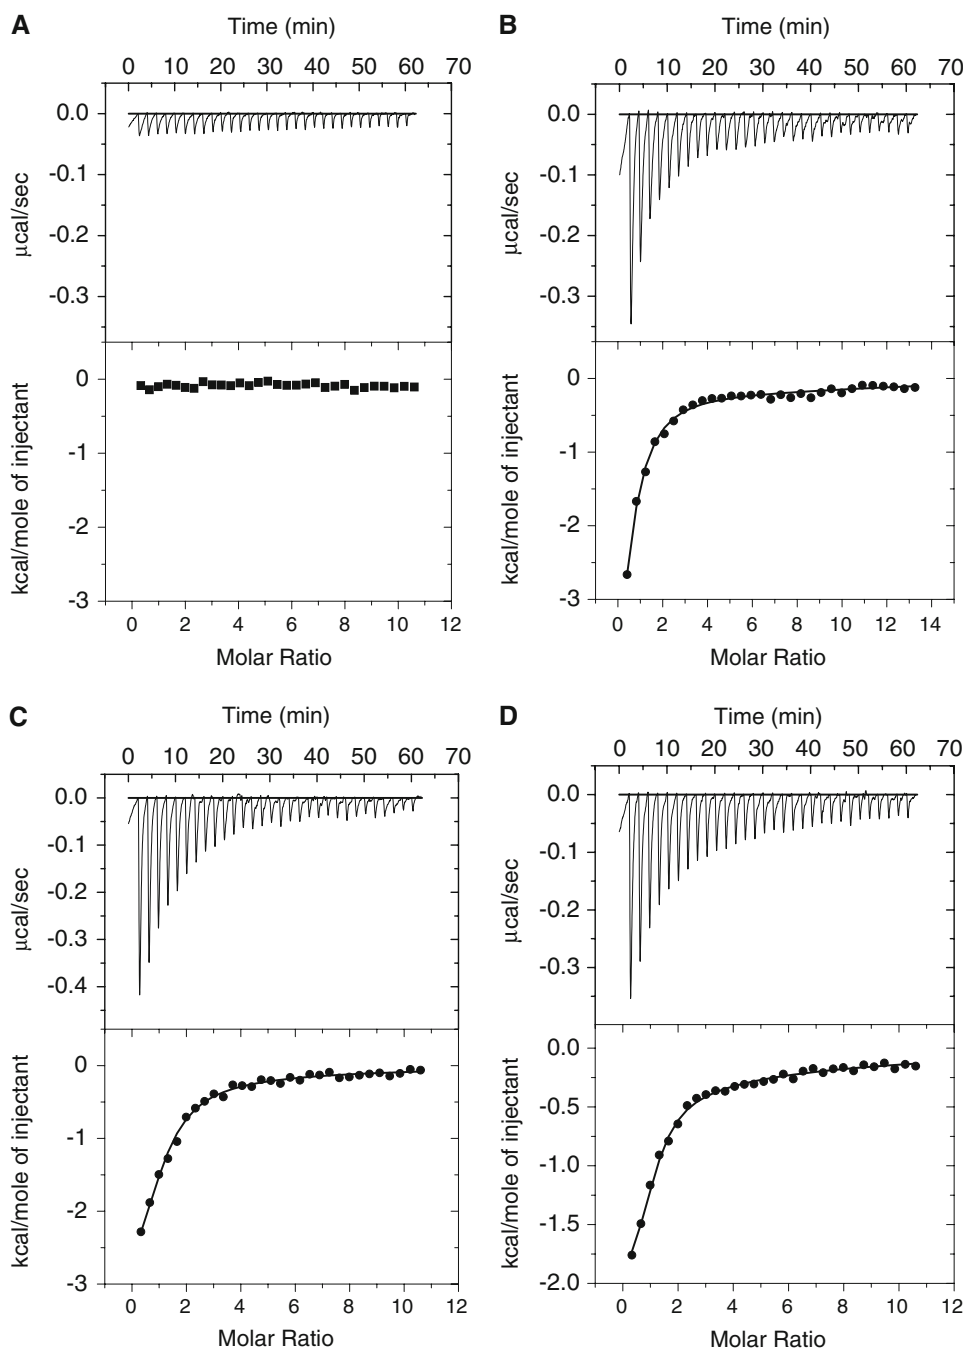 A
Time (min)
0 10 20 30 40 50 60 70
0.0
-0.1
-0.2
-0.3
µcal/sec
0
-1
-2
-3
kcal/mole of injectant
0 2 4 6 8 10 12
Molar Ratio
B
Time (min)
0 10 20 30 40 50 60 70
0.0
-0.1
-0.2
-0.3
µcal/sec
0
-1
-2
-3
kcal/mole of injectant
0 2 4 6 8 10 12 14
Molar Ratio
C
Time (min)
0 10 20 30 40 50 60 70
0.0
-0.1
-0.2
-0.3
-0.4
µcal/sec
0
-1
-2
-3
kcal/mole of injectant
0 2 4 6 8 10 12
Molar Ratio
D
Time (min)
0 10 20 30 40 50 60 70
0.0
-0.1
-0.2
-0.3
µcal/sec
0.0
-0.5
-1.0
-1.5
-2.0
kcal/mole of injectant
0 2 4 6 8 10 12
Molar Ratio